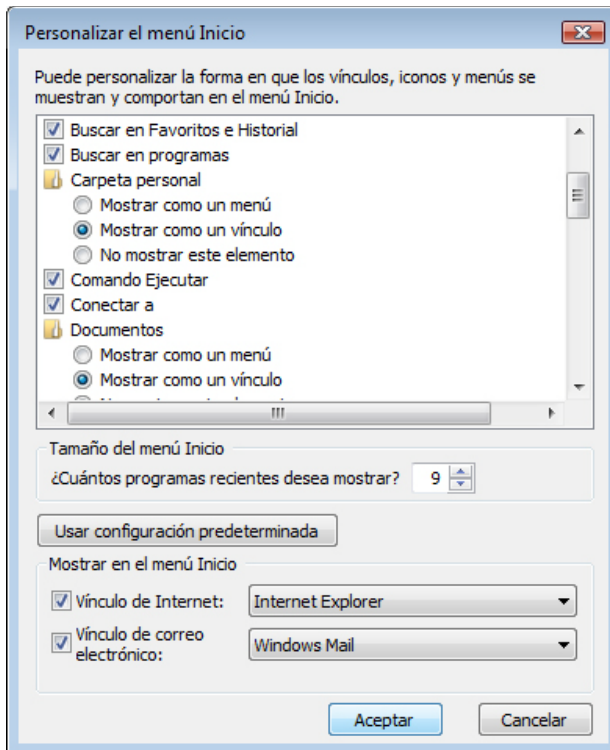 Personalizar el menú Inicio
Puede personalizar la forma en que los vínculos, iconos y menús se
muestran y comportan en el menú Inicio.
Buscar en Favoritos e Historial
Buscar en programas
Carpeta personal
Mostrar como un menú
Mostrar como un vínculo
No mostrar este elemento
Comando Ejecutar
Conectar a
Documentos
Mostrar como un menú
Mostrar como un vínculo
Tamaño del menú Inicio
¿Cuántos programas recientes desea mostrar? 9
Usar configuración predeterminada
Mostrar en el menú Inicio
Vínculo de Internet: Internet Explorer
Vínculo de correo
electrónico: Windows Mail
Aceptar Cancelar